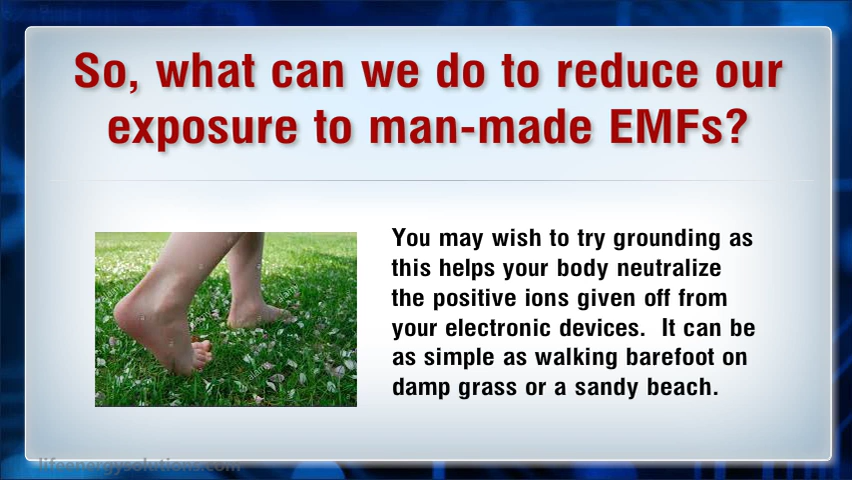 So, what can we do to reduce our
exposure to man-made EMFs?
You may wish to try grounding as
this helps your body neutralize
the positive ions given off from
your electronic devices.  It can be
as simple as walking barefoot on
damp grass or a sandy beach.
lifeenergysolutions.com